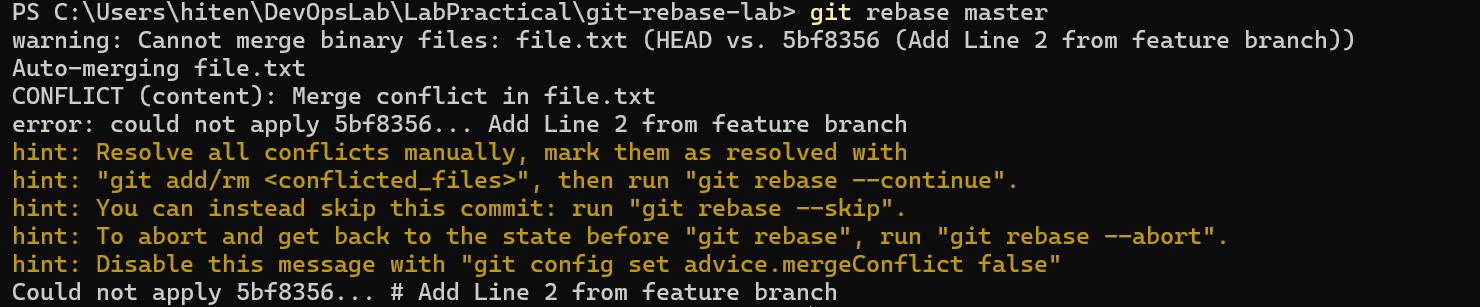 PS C:\Users\hiten\DevOpsLab\LabPractical\git-rebase-lab> git rebase master
warning: Cannot merge binary files: file.txt (HEAD vs. 5bf8356 (Add Line 2 from feature branch))
Auto-merging file.txt
CONFLICT (content): Merge conflict in file.txt
error: could not apply 5bf8356... Add Line 2 from feature branch
hint: Resolve all conflicts manually, mark them as resolved with
hint: "git add/rm <conflicted_files>", then run "git rebase --continue".
hint: You can instead skip this commit: run "git rebase --skip".
hint: To abort and get back to the state before "git rebase", run "git rebase --abort".
hint: Disable this message with "git config set advice.mergeConflict false"
Could not apply 5bf8356... # Add Line 2 from feature branch